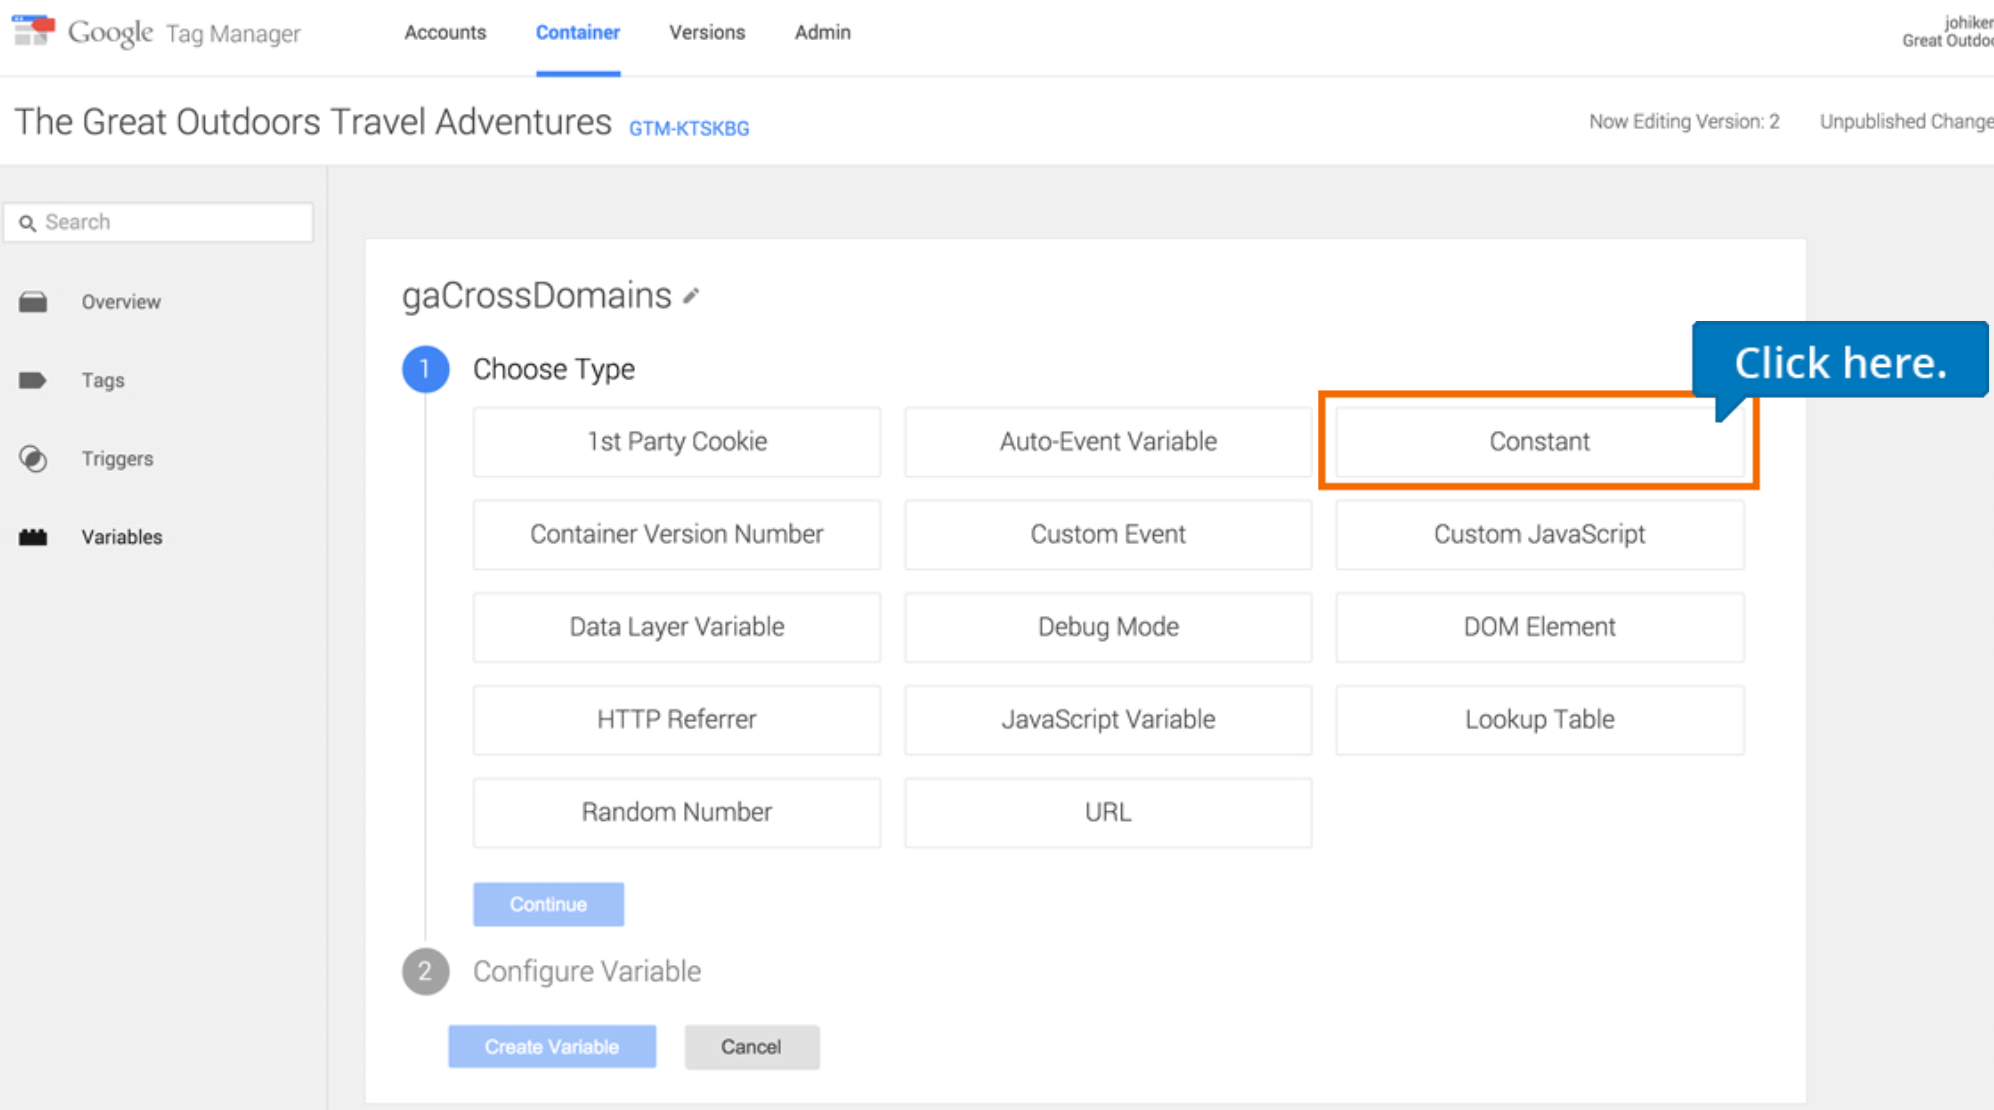 Google Tag Manager Accounts Container Versions Admin johiker
Great Outdoo
The Great Outdoors Travel Adventures GTM-KTSKBG Now Editing Version: 2 Unpublished Change
Search
Overview
Tags
Triggers
Variables
gaCrossDomains
1 Choose Type
Click here.
1st Party Cookie Auto-Event Variable Constant
Container Version Number Custom Event Custom JavaScript
Data Layer Variable Debug Mode DOM Element
HTTP Referrer JavaScript Variable Lookup Table
Random Number URL
Continue
2 Configure Variable
Create Variable Cancel